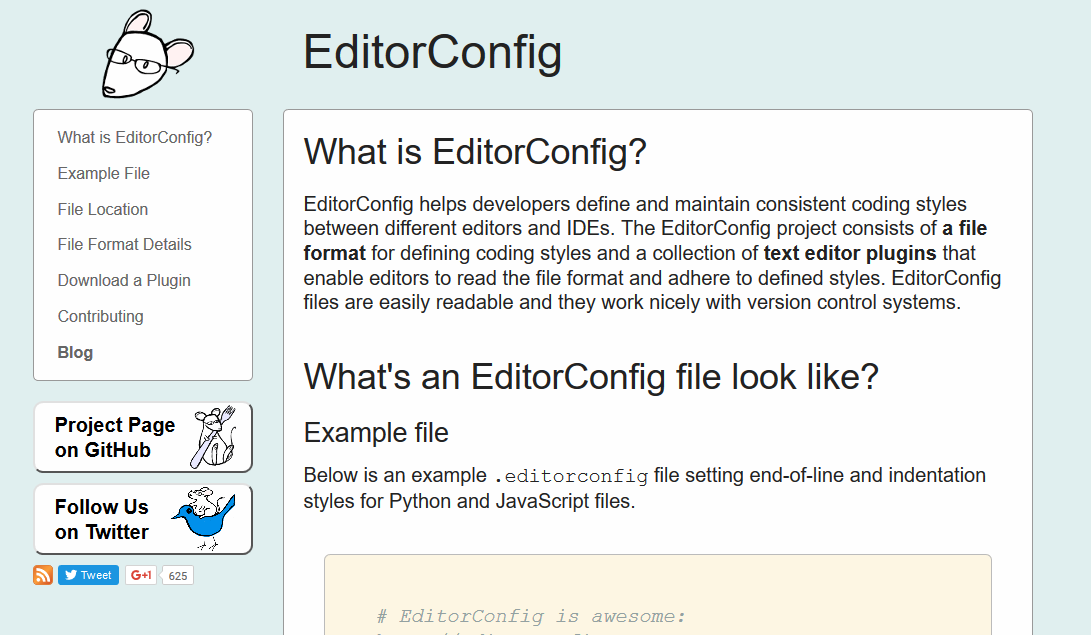 EditorConfig
What is EditorConfig?
Example File
File Location
File Format Details
Download a Plugin
Contributing
Blog
Project Page
on GitHub
Follow Us
on Twitter
Tweet
G+1
625
What is EditorConfig?
EditorConfig helps developers define and maintain consistent coding styles
between different editors and IDEs. The EditorConfig project consists of a file
format for defining coding styles and a collection of text editor plugins that
enable editors to read the file format and adhere to defined styles. EditorConfig
files are easily readable and they work nicely with version control systems.
What's an EditorConfig file look like?
Example file
Below is an example .editorconfig file setting end-of-line and indentation
styles for Python and JavaScript files.
# EditorConfig is awesome: